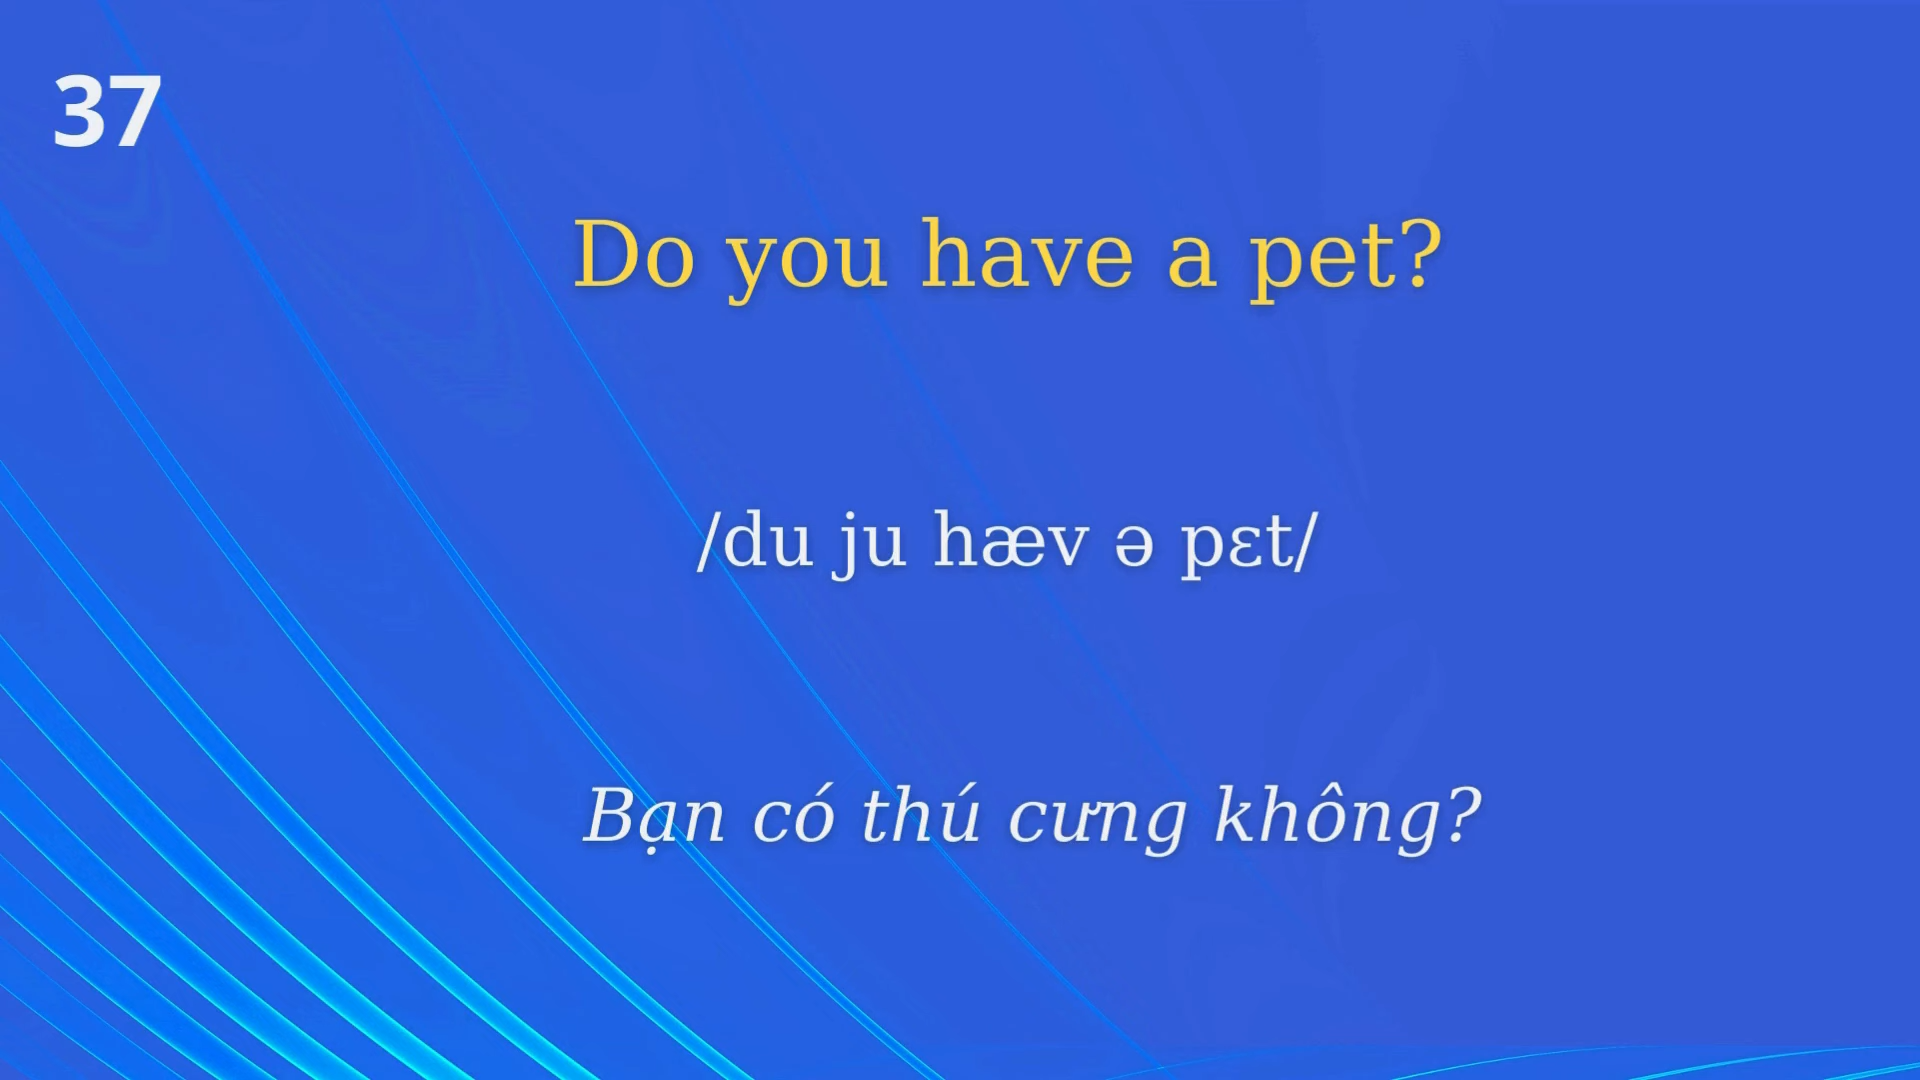 37
Do you have a pet?
/du ju hæv ə pɛt/
Bạn có thú cưng không?